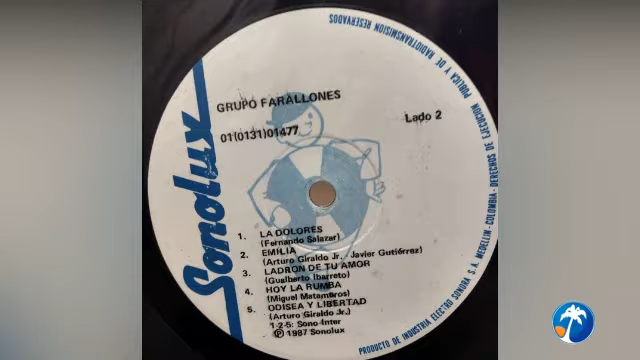 GRUPO FARALLONES
01(0131)01477
Lado 2
Sonolux
1. LA DOLORES
(Fernando Salazar)
2. EMILIA
(Arturo Giraldo Jr. - Javier Gutiérrez)
3. LADRON DE TU AMOR
(Gualberto Ibarreto)
4. HOY LA RUMBA
(Miguel Matamoros)
5. ODISEA Y LIBERTAD
(Arturo Giraldo Jr.)
1-2-5: Sono-Inter
Ⓟ 1987 Sonolux
PRODUCTO DE INDUSTRIA ELECTRO SONORA S.A. MEDELLIN-COLOMBIA-DERECHOS DE EJECUCION PUBLICA Y DE RADIOTRANSMISION RESERVADOS